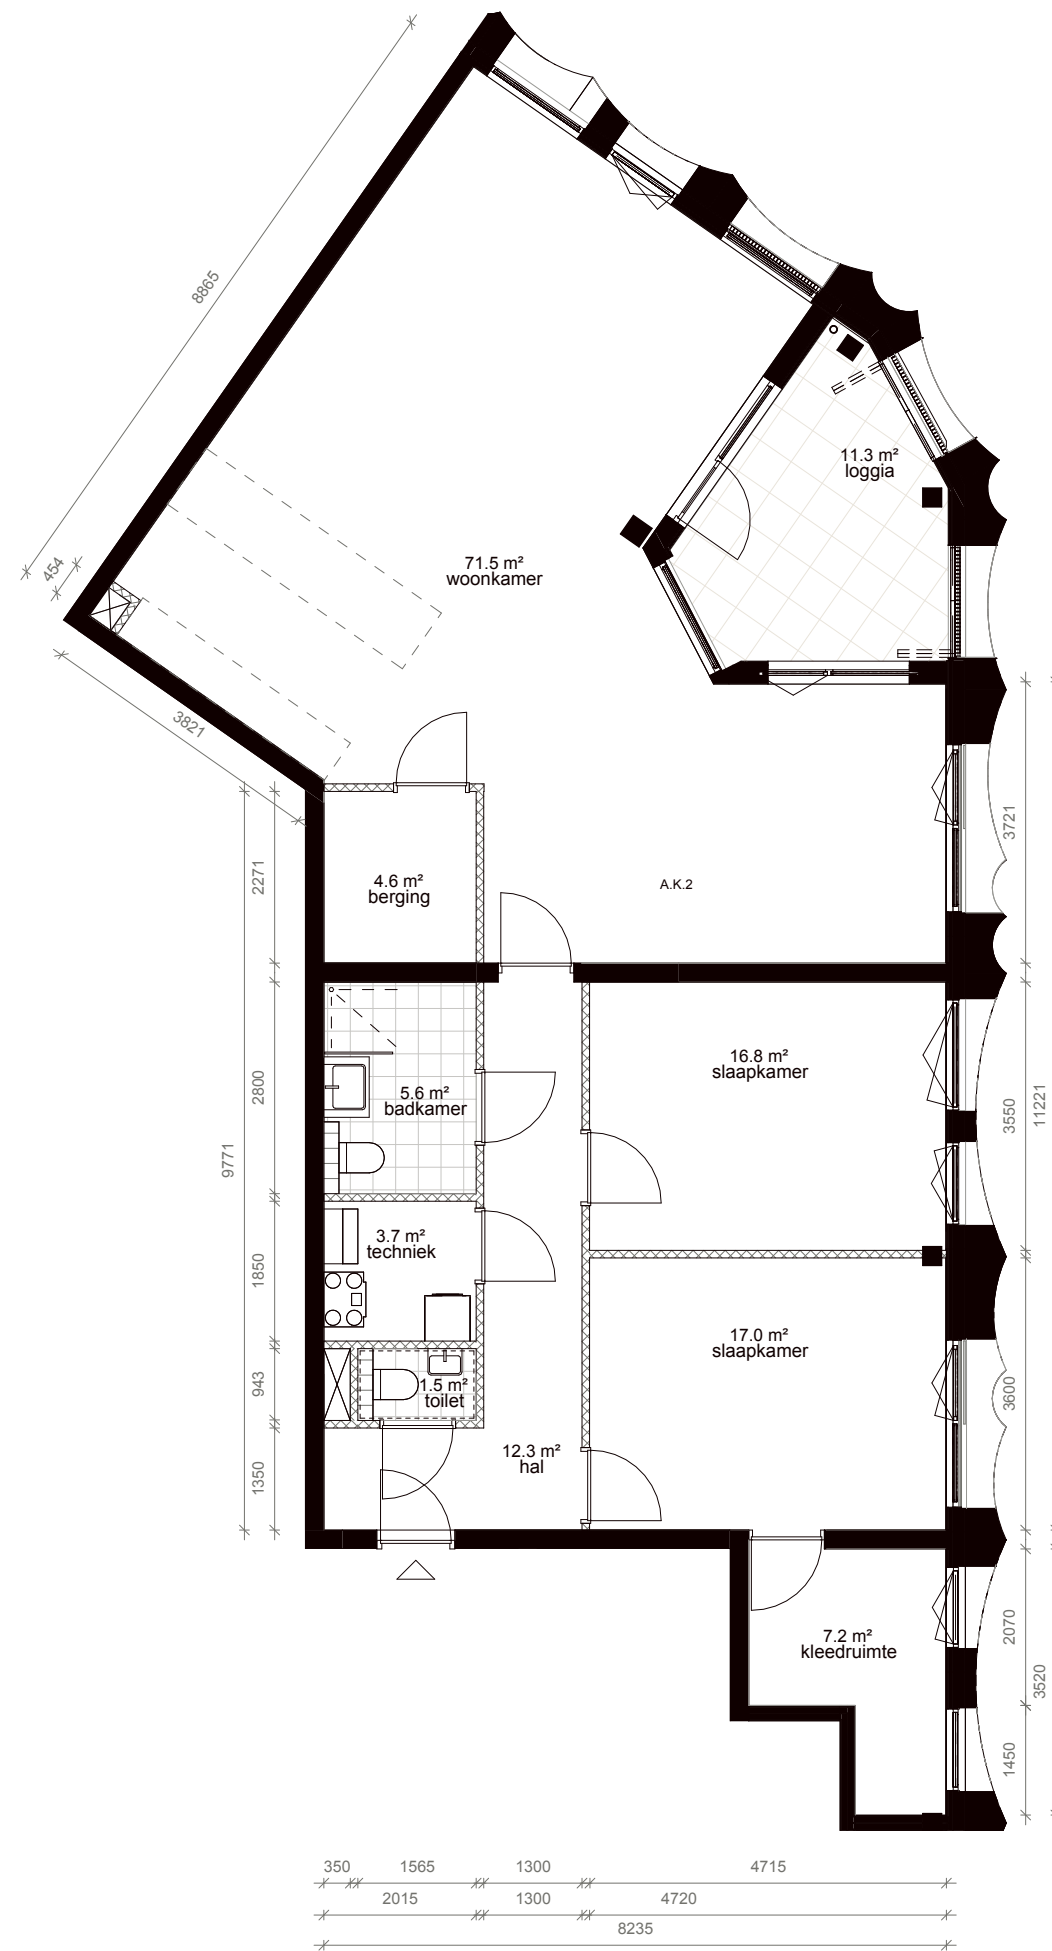 8865
11.3 m²
loggia
454
71.5 m²
woonkamer
3821
3721
2271
4.6 m²
berging
A.K.2
16.8 m²
slaapkamer
2800
5.6 m²
badkamer
3550
11221
9771
3.7 m²
techniek
1850
17.0 m²
slaapkamer
943
1.5 m²
toilet
3600
12.3 m²
hal
1350
7.2 m²
kleedruimte
2070
3520
1450
350 1565 1300 4715
2015 1300 4720
8235